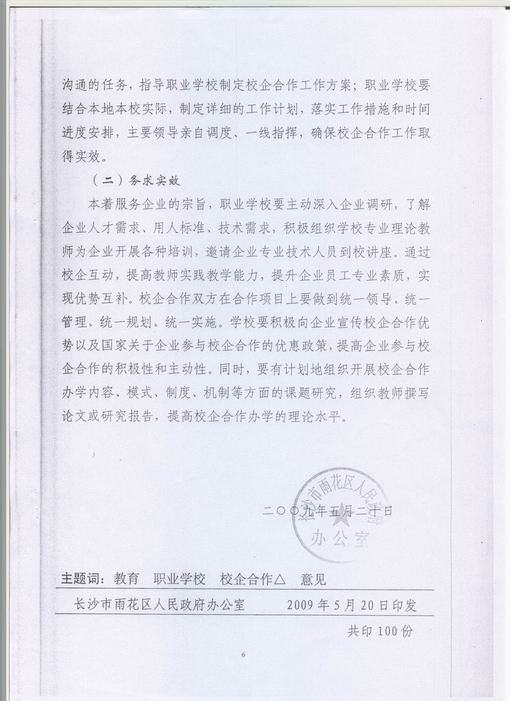 沟通的任务，指导职业学校制定校企合作工作方案；职业学校要
结合本地本校实际，制定详细的工作计划，落实工作措施和时间
进度安排，主要领导亲自调度、一线指挥，确保校企合作工作取
得实效。
（二）务求实效
本着服务企业的宗旨，职业学校要主动深入企业调研，了解
企业人才需求、用人标准、技术需求，积极组织学校专业理论教
师为企业开展各种培训，邀请企业专业技术人员到校讲座。通过
校企互动，提高教师实践教学能力，提升企业员工专业素质，实
现优势互补。校企合作双方在合作项目上要做到统一领导、统一
管理、统一规划、统一实施。学校要积极向企业宣传校企合作优
势以及国家关于企业参与校企合作的优惠政策，提高企业参与校
企合作的积极性和主动性。同时，要有计划地组织开展校企合作
办学内容、模式、制度、机制等方面的课题研究，组织教师撰写
论文或研究报告，提高校企合作办学的理论水平。
长沙市雨花区人民政府
二〇〇九年五月二十日
办公室
主题词：教育 职业学校 校企合作△ 意见
长沙市雨花区人民政府办公室 2009年5月20日印发
共印100份
6